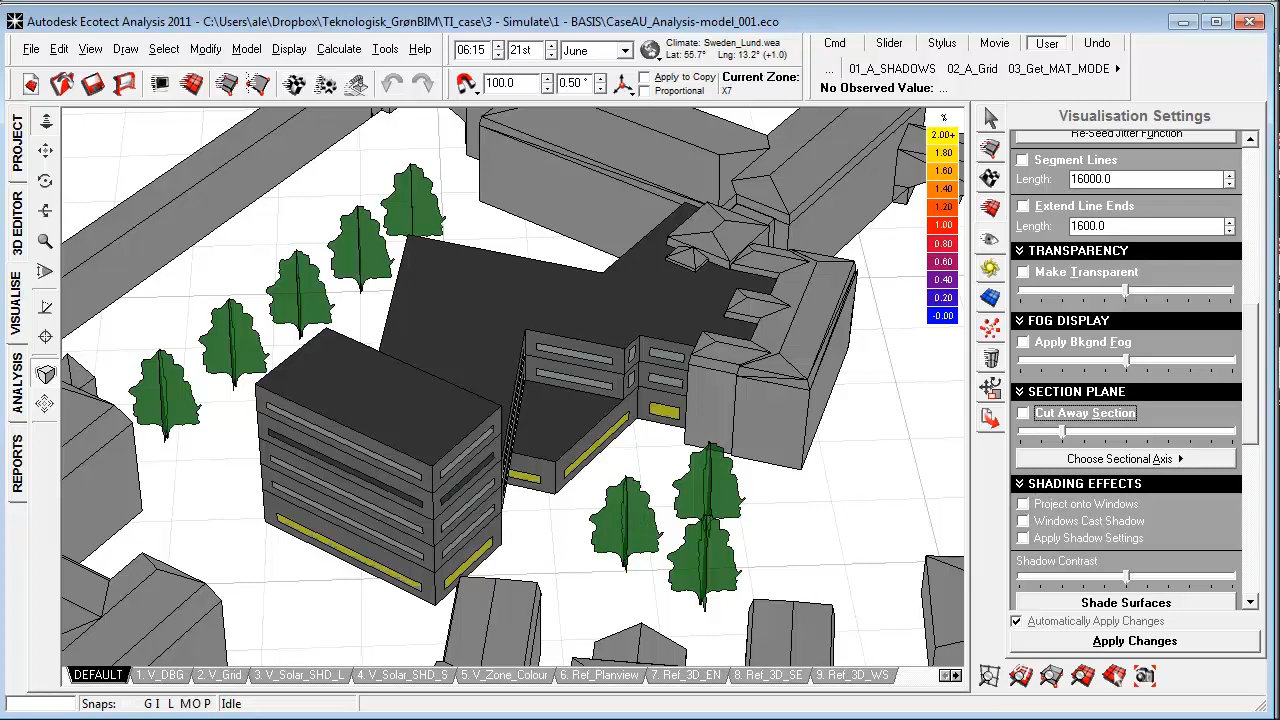 Autodesk Ecotect Analysis 2011 - C:\Users\ale\Dropbox\Teknologisk_GrønBIM\TI_case\3 - Simulate\1 - BASIS\CaseAU_Analysis-model_001.eco
File Edit View Draw Select Modify Model Display Calculate Tools Help
06:15 21st June
Climate: Sweden_Lund.wea
Lat: 55.7° Lng: 13.2° (+1.0)
Cmd Slider Stylus Movie User Undo
01_A_SHADOWS 02_A_Grid 03_Get_MAT_MODE
100.0 0.50°
Apply to Copy
Proportional
Current Zone:
X7
No Observed Value: ...
PROJECT
3D EDITOR
VISUALISE
ANALYSIS
REPORTS
%
2.00+
1.80
1.60
1.40
1.20
1.00
0.80
0.60
0.40
0.20
-0.00
Visualisation Settings
Re-Seed Jitter Function
Segment Lines
Length: 16000.0
Extend Line Ends
Length: 1600.0
TRANSPARENCY
Make Transparent
FOG DISPLAY
Apply Bkgnd Fog
SECTION PLANE
Cut Away Section
Choose Sectional Axis
SHADING EFFECTS
Project onto Windows
Windows Cast Shadow
Apply Shadow Settings
Shadow Contrast
Shade Surfaces
Automatically Apply Changes
Apply Changes
DEFAULT 1. V_DBG 2. V_Grid 3. V_Solar_SHD_L 4. V_Solar_SHD_S 5. V_Zone_Colour 6. Ref_Planview 7. Ref_3D_EN 8. Ref_3D_SE 9. Ref_3D_WS
Snaps: G I L M O P Idle